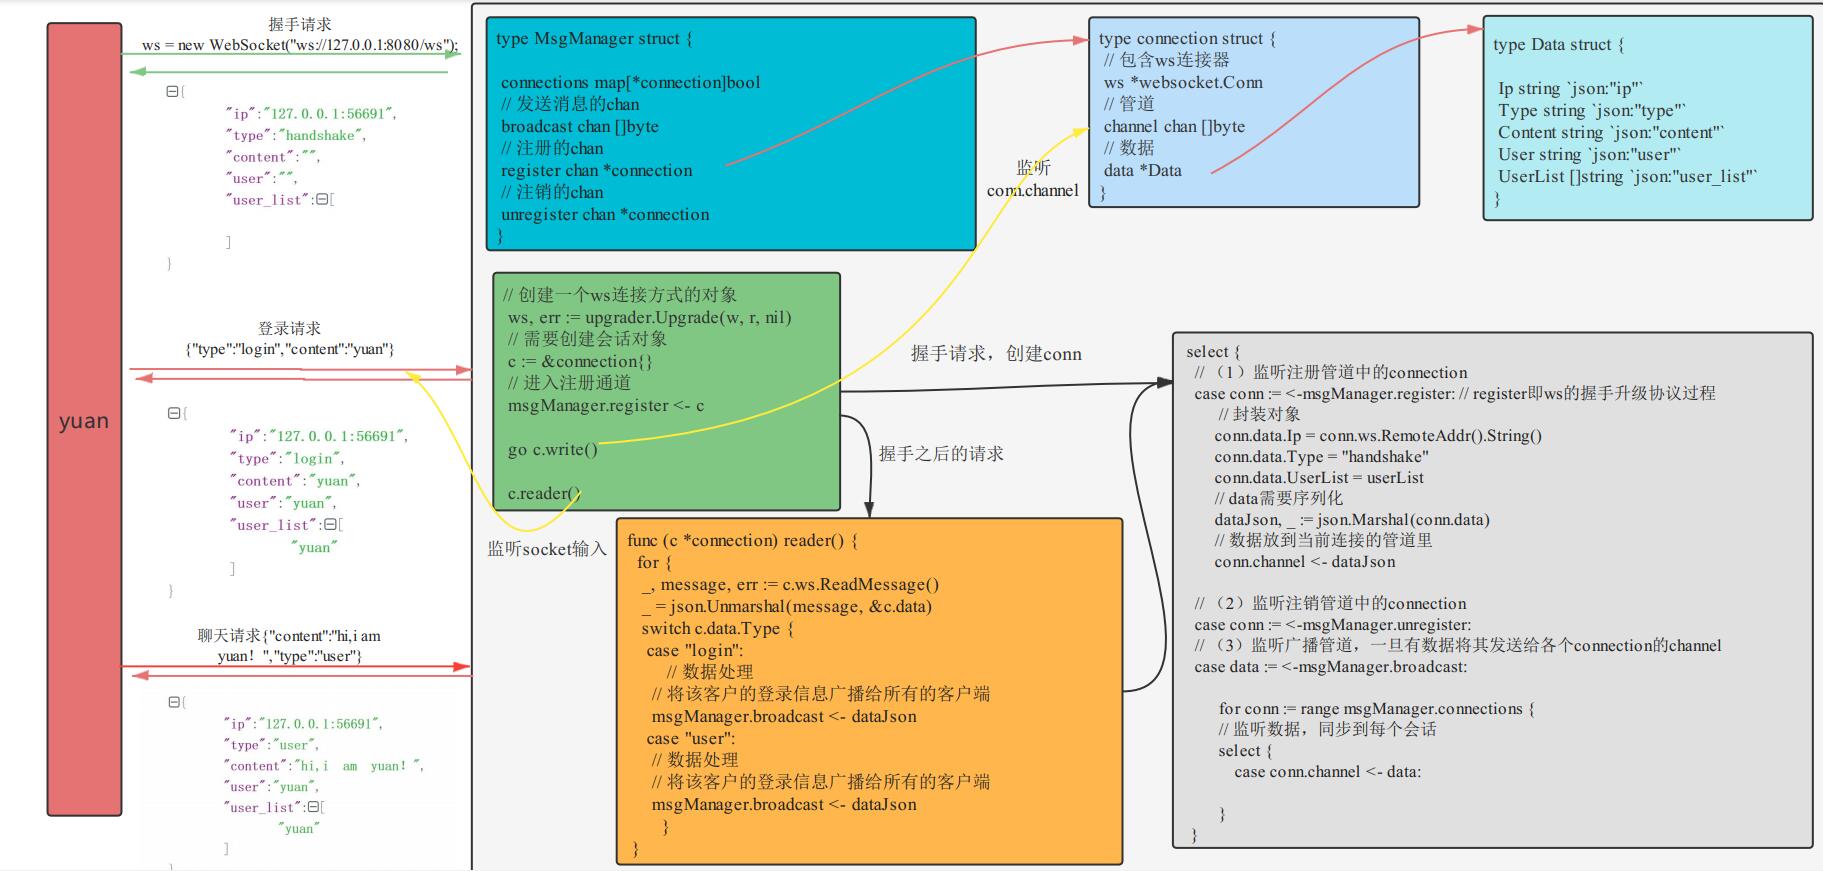 yuan
握手请求
ws = new WebSocket("ws://127.0.0.1:8080/ws");
{
"ip":"127.0.0.1:56691",
"type":"handshake",
"content":"",
"user":"",
"user_list":[
]
}
登录请求
{"type":"login","content":"yuan"}
{
"ip":"127.0.0.1:56691",
"type":"login",
"content":"yuan",
"user":"yuan",
"user_list":[
"yuan"
]
}
聊天请求{"content":"hi,i am
yuan！","type":"user"}
{
"ip":"127.0.0.1:56691",
"type":"user",
"content":"hi,i am yuan！",
"user":"yuan",
"user_list":[
"yuan"
]
}
type MsgManager struct {
connections map[*connection]bool
// 发送消息的chan
broadcast chan []byte
// 注册的chan
register chan *connection
// 注销的chan
unregister chan *connection
}
监听
conn.channel
type connection struct {
// 包含ws连接器
ws *websocket.Conn
// 管道
channel chan []byte
// 数据
data *Data
}
type Data struct {
Ip string `json:"ip"`
Type string `json:"type"`
Content string `json:"content"`
User string `json:"user"`
UserList []string `json:"user_list"`
}
// 创建一个ws连接方式的对象
ws, err := upgrader.Upgrade(w, r, nil)
// 需要创建会话对象
c := &connection{}
// 进入注册通道
msgManager.register <- c
go c.write()
c.reader()
监听socket输入
握手请求，创建conn
握手之后的请求
func (c *connection) reader() {
for {
_, message, err := c.ws.ReadMessage()
_ = json.Unmarshal(message, &c.data)
switch c.data.Type {
case "login":
// 数据处理
// 将该客户的登录信息广播给所有的客户端
msgManager.broadcast <- dataJson
case "user":
// 数据处理
// 将该客户的登录信息广播给所有的客户端
msgManager.broadcast <- dataJson
}
}
select {
// （1）监听注册管道中的connection
case conn := <-msgManager.register: // register即ws的握手升级协议过程
// 封装对象
conn.data.Ip = conn.ws.RemoteAddr().String()
conn.data.Type = "handshake"
conn.data.UserList = userList
// data需要序列化
dataJson, _ := json.Marshal(conn.data)
// 数据放到当前连接的管道里
conn.channel <- dataJson
// （2）监听注销管道中的connection
case conn := <-msgManager.unregister:
// （3）监听广播管道，一旦有数据将其发送给各个connection的channel
case data := <-msgManager.broadcast:
for conn := range msgManager.connections {
// 监听数据，同步到每个会话
select {
case conn.channel <- data:
}
}